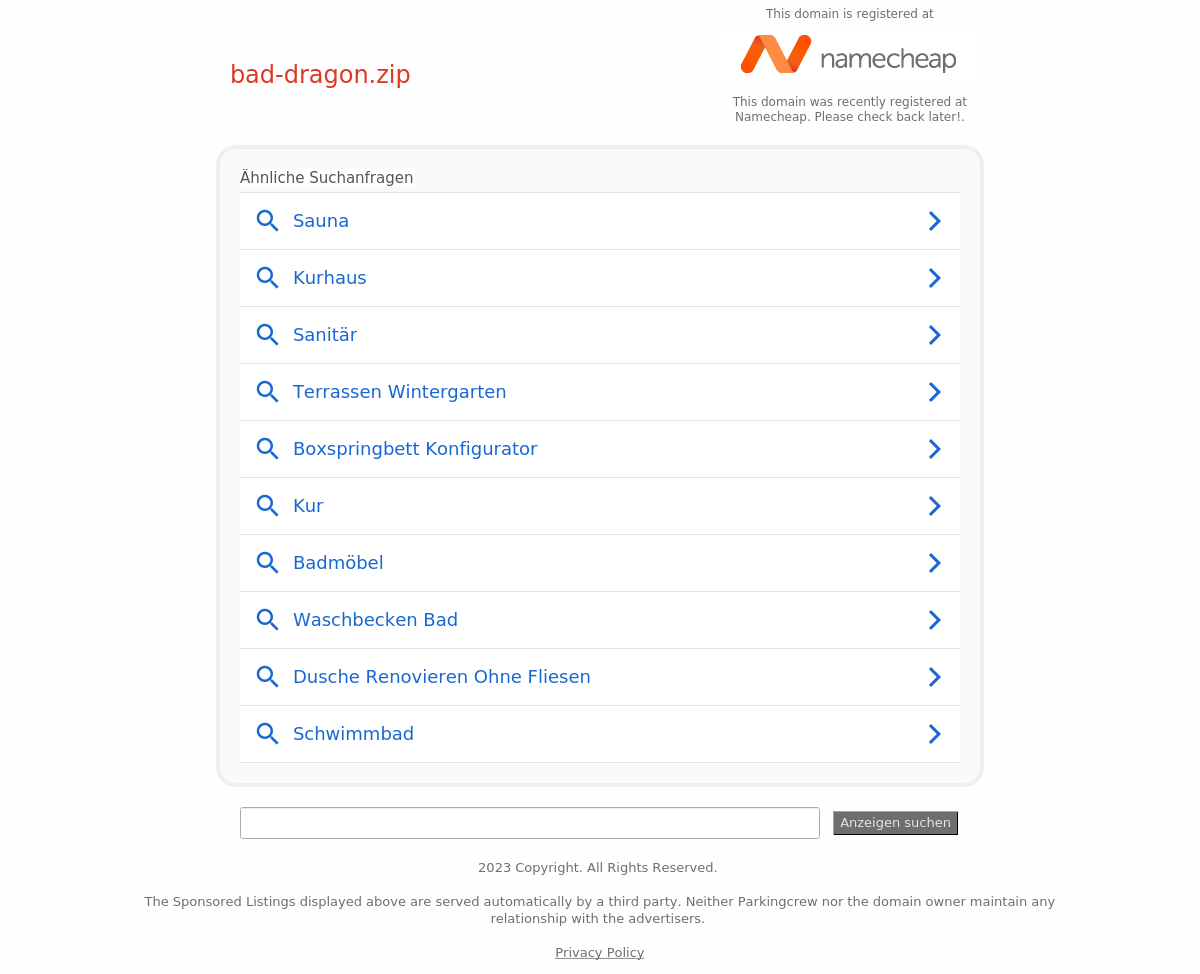 This domain is registered at
namecheap
bad-dragon.zip
This domain was recently registered at
Namecheap. Please check back later!.
Ähnliche Suchanfragen
Sauna
Kurhaus
Sanitär
Terrassen Wintergarten
Boxspringbett Konfigurator
Kur
Badmöbel
Waschbecken Bad
Dusche Renovieren Ohne Fliesen
Schwimmbad
Anzeigen suchen
2023 Copyright. All Rights Reserved.
The Sponsored Listings displayed above are served automatically by a third party. Neither Parkingcrew nor the domain owner maintain any
relationship with the advertisers.
Privacy Policy